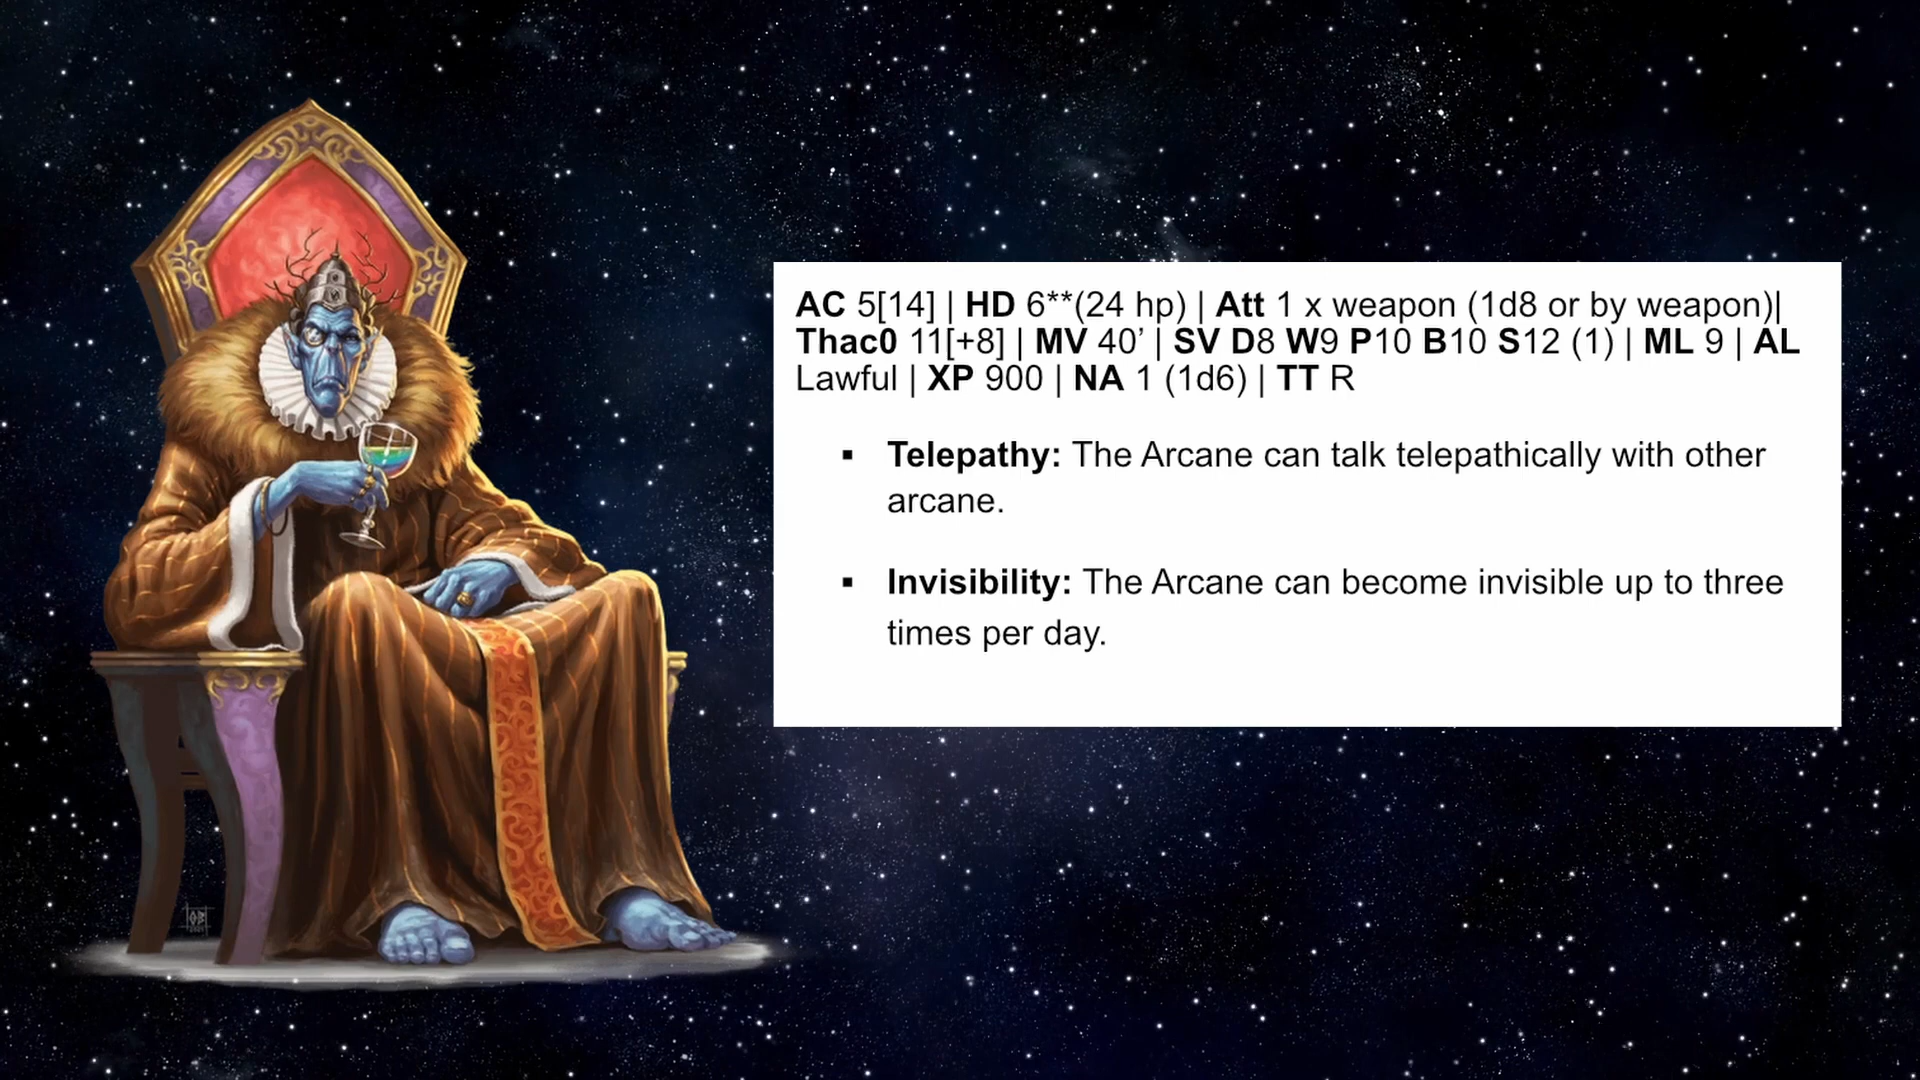 AC 5[14] | HD 6**(24 hp) | Att 1 x weapon (1d8 or by weapon)|
Thac0 11[+8] | MV 40’ | SV D8 W9 P10 B10 S12 (1) | ML 9 | AL
Lawful | XP 900 | NA 1 (1d6) | TT R
▪ Telepathy: The Arcane can talk telepathically with other
arcane.
▪ Invisibility: The Arcane can become invisible up to three
times per day.